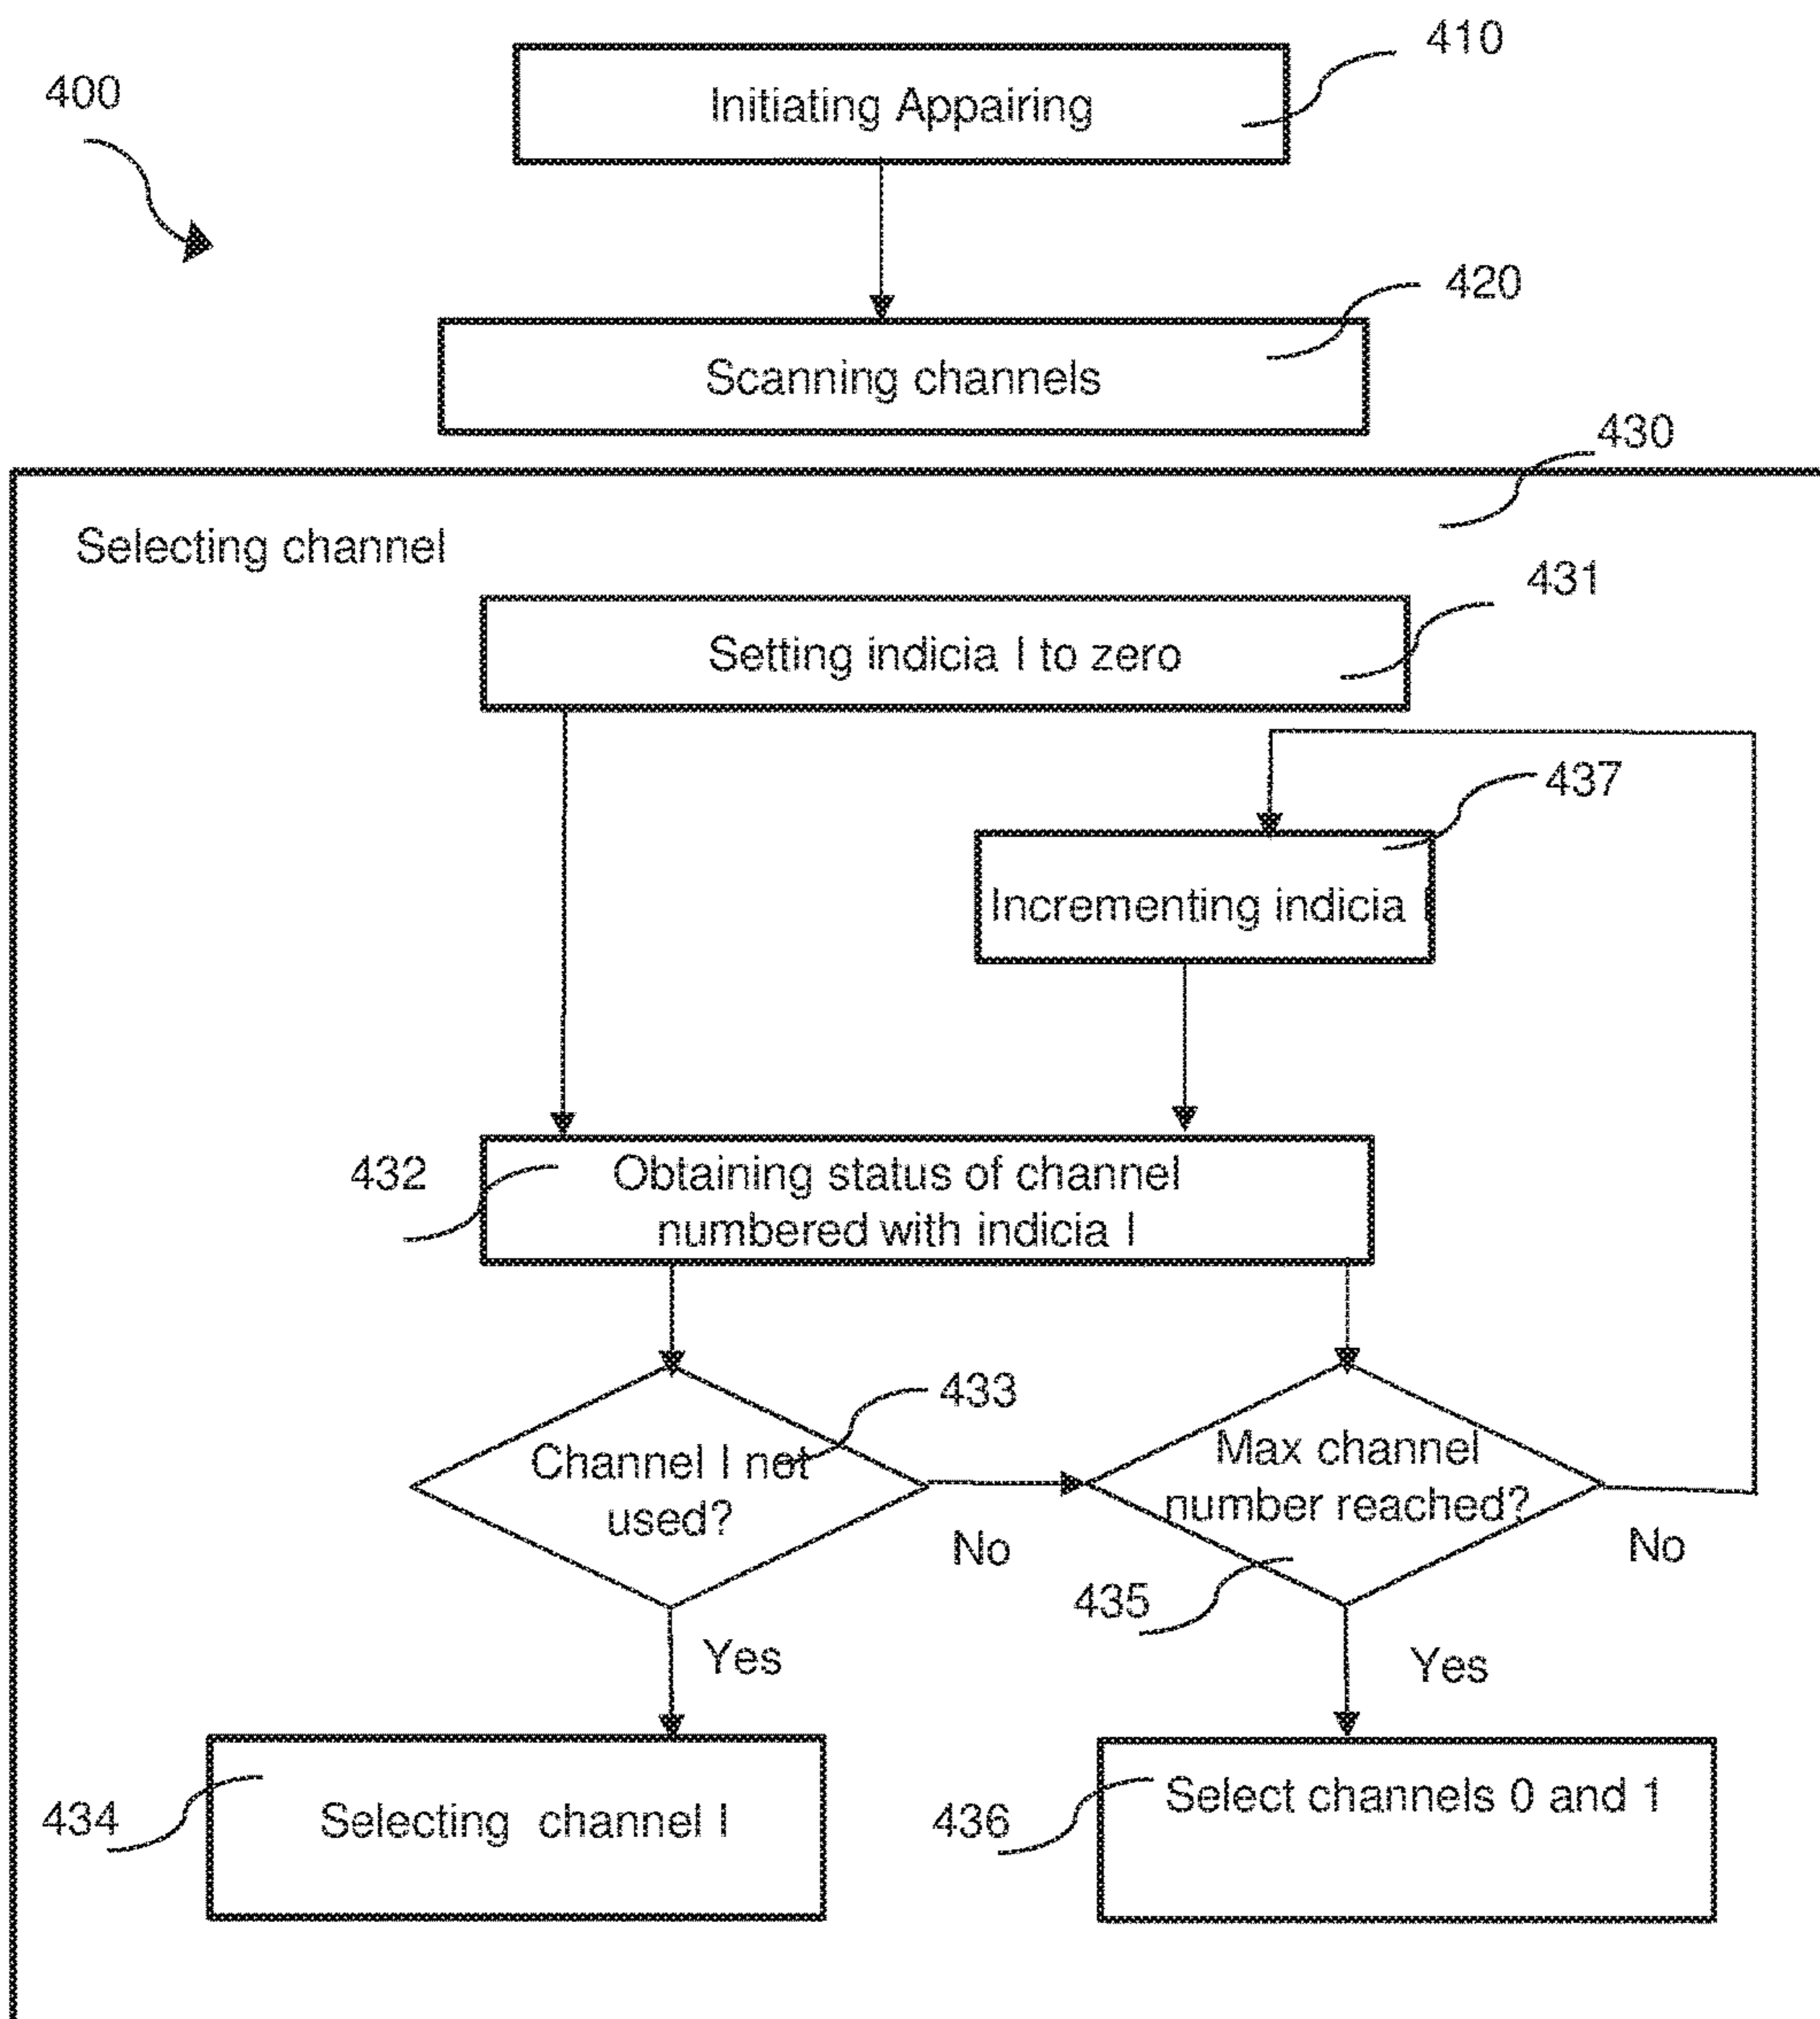 410
400
Initiating Appairing
420
Scanning channels
430
Selecting channel
431
Setting indicia I to zero
437
Incrementing indicia I
432
Obtaining status of channel
numbered with indicia I
433
Channel I not
used?
Max channel
number reached?
No
No
435
Yes
Yes
434
Selecting channel I
436
Select channels 0 and 1